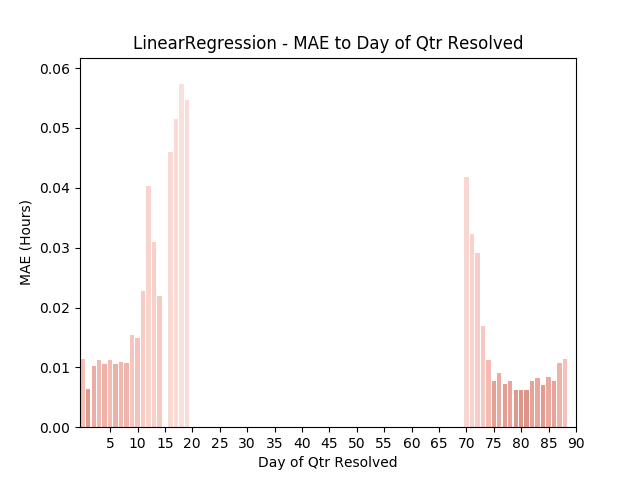 LinearRegression - MAE to Day of Qtr Resolved
0.06
0.05
0.04
0.03
0.02
0.01
0.00
MAE (Hours)
5 10 15 20 25 30 35 40 45 50 55 60 65 70 75 80 85 90
Day of Qtr Resolved